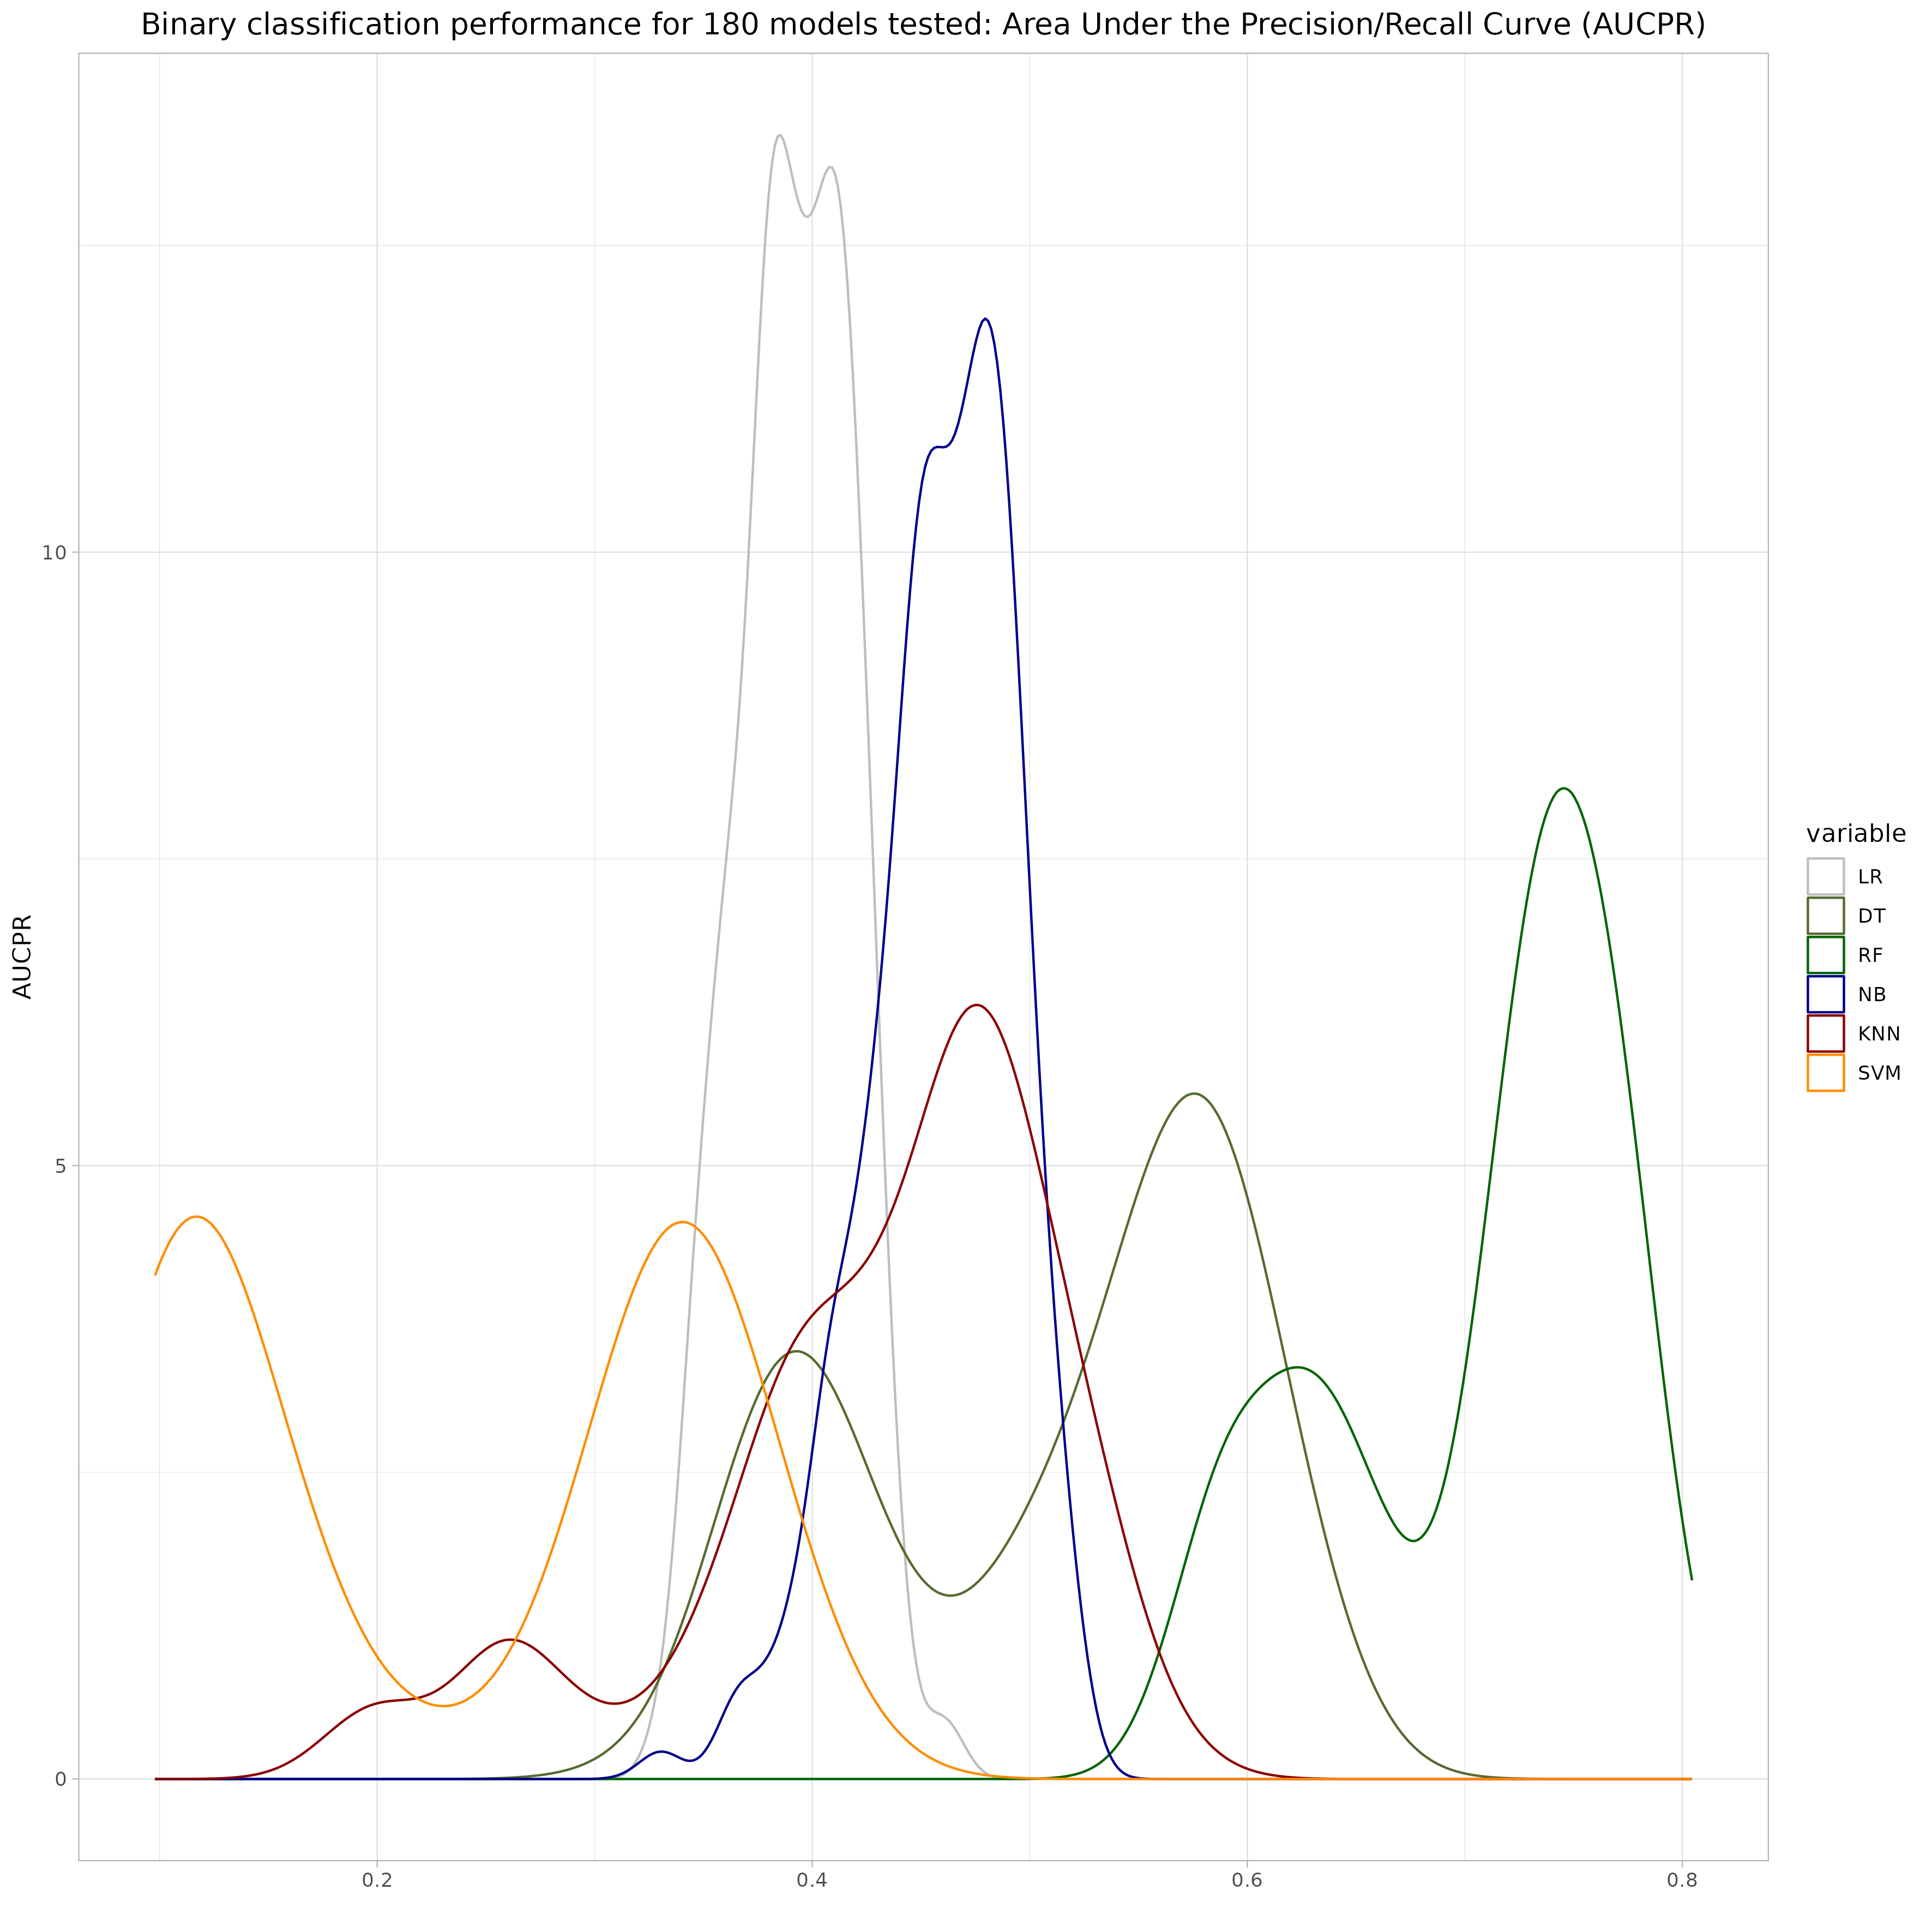 Binary classification performance for 180 models tested: Area Under the Precision/Recall Curve (AUCPR)
10
5
0
AUCPR
0.2
0.4
0.6
0.8
variable
LR
DT
RF
NB
KNN
SVM